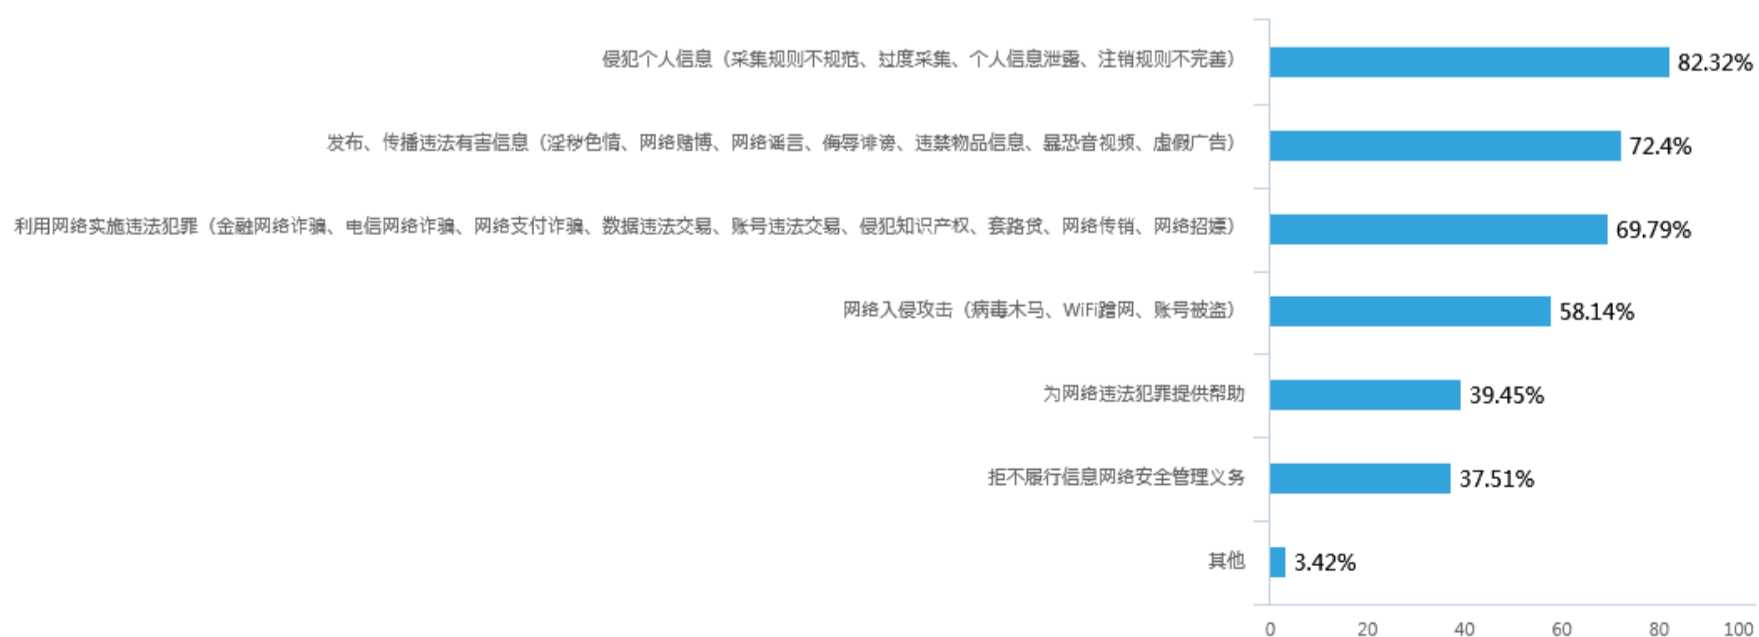 侵犯个人信息（采集规则不规范、过度采集、个人信息泄露、注销规则不完善） 82.32%
发布、传播违法有害信息（淫秽色情、网络赌博、网络谣言、侮辱诽谤、违禁物品信息、暴恐音视频、虚假广告） 72.4%
利用网络实施违法犯罪（金融网络诈骗、电信网络诈骗、网络支付诈骗、数据违法交易、账号违法交易、侵犯知识产权、套路贷、网络传销、网络招嫖） 69.79%
网络入侵攻击（病毒木马、WiFi蹭网、账号被盗） 58.14%
为网络违法犯罪提供帮助 39.45%
拒不履行信息网络安全管理义务 37.51%
其他 3.42%
0 20 40 60 80 100